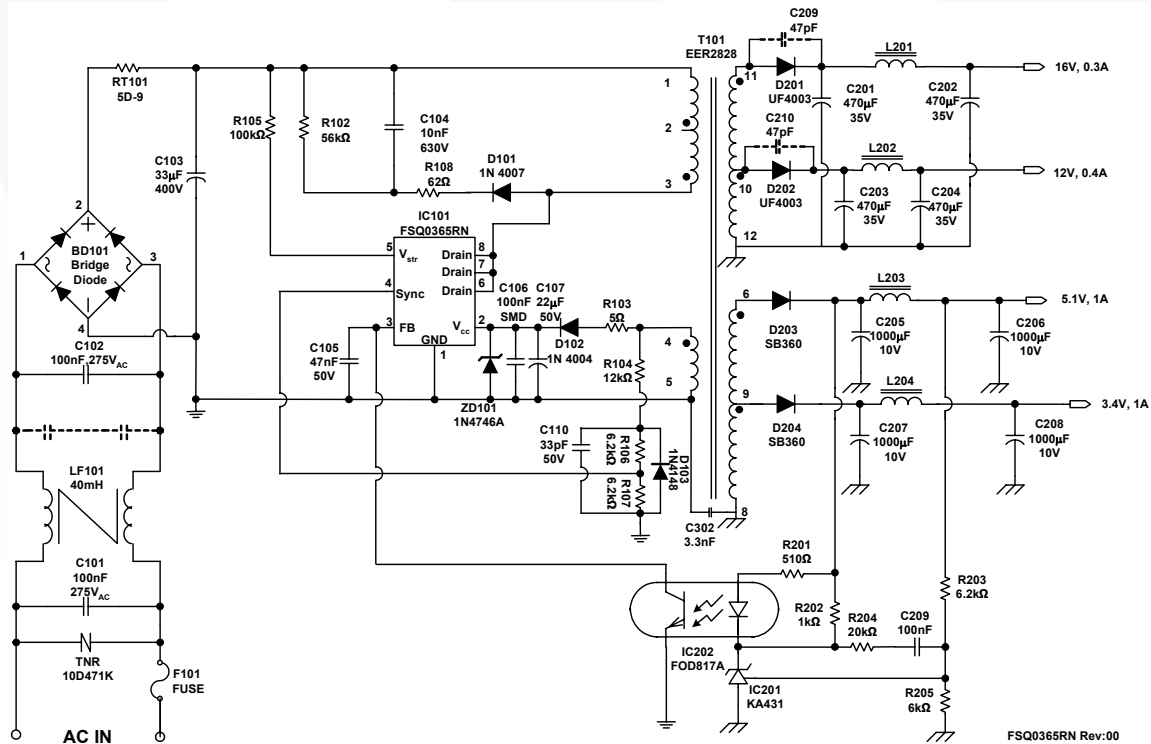 C209
47pF
T101
EER2828
L201
RT101
5D-9
1
11
16V, 0.3A
D201
UF4003
C201
470μF
35V
C202
470μF
35V
R105
100kΩ
R102
56kΩ
C104
10nF
630V
2
C210
47pF
L202
C103
33μF
400V
R108
62Ω
D101
1N 4007
3
10
12V, 0.4A
D202
UF4003
C203
470μF
35V
C204
470μF
35V
2
IC101
FSQ0365RN
12
1
BD101
Bridge
Diode
3
5
Vstr
Drain
8
Drain
7
Drain
6
4
Sync
C106
100nF
SMD
C107
22μF
50V
R103
5Ω
6
L203
5.1V, 1A
4
3
FB
Vcc
2
GND
1
D102
1N 4004
D203
SB360
C205
1000μF
10V
C206
1000μF
10V
C102
100nF,275VAC
C105
47nF
50V
R104
12kΩ
4
5
L204
ZD101
1N4746A
9
3.4V, 1A
D204
SB360
C207
1000μF
10V
C208
1000μF
10V
C110
33pF
50V
R106
6.2kΩ
R107
6.2kΩ
D103
1N4148
LF101
40mH
C302
3.3nF
8
R201
510Ω
C101
100nF
275VAC
R203
6.2kΩ
R202
1kΩ
R204
20kΩ
C209
100nF
TNR
10D471K
F101
FUSE
IC202
FOD817A
IC201
KA431
R205
6kΩ
AC IN
FSQ0365RN Rev:00